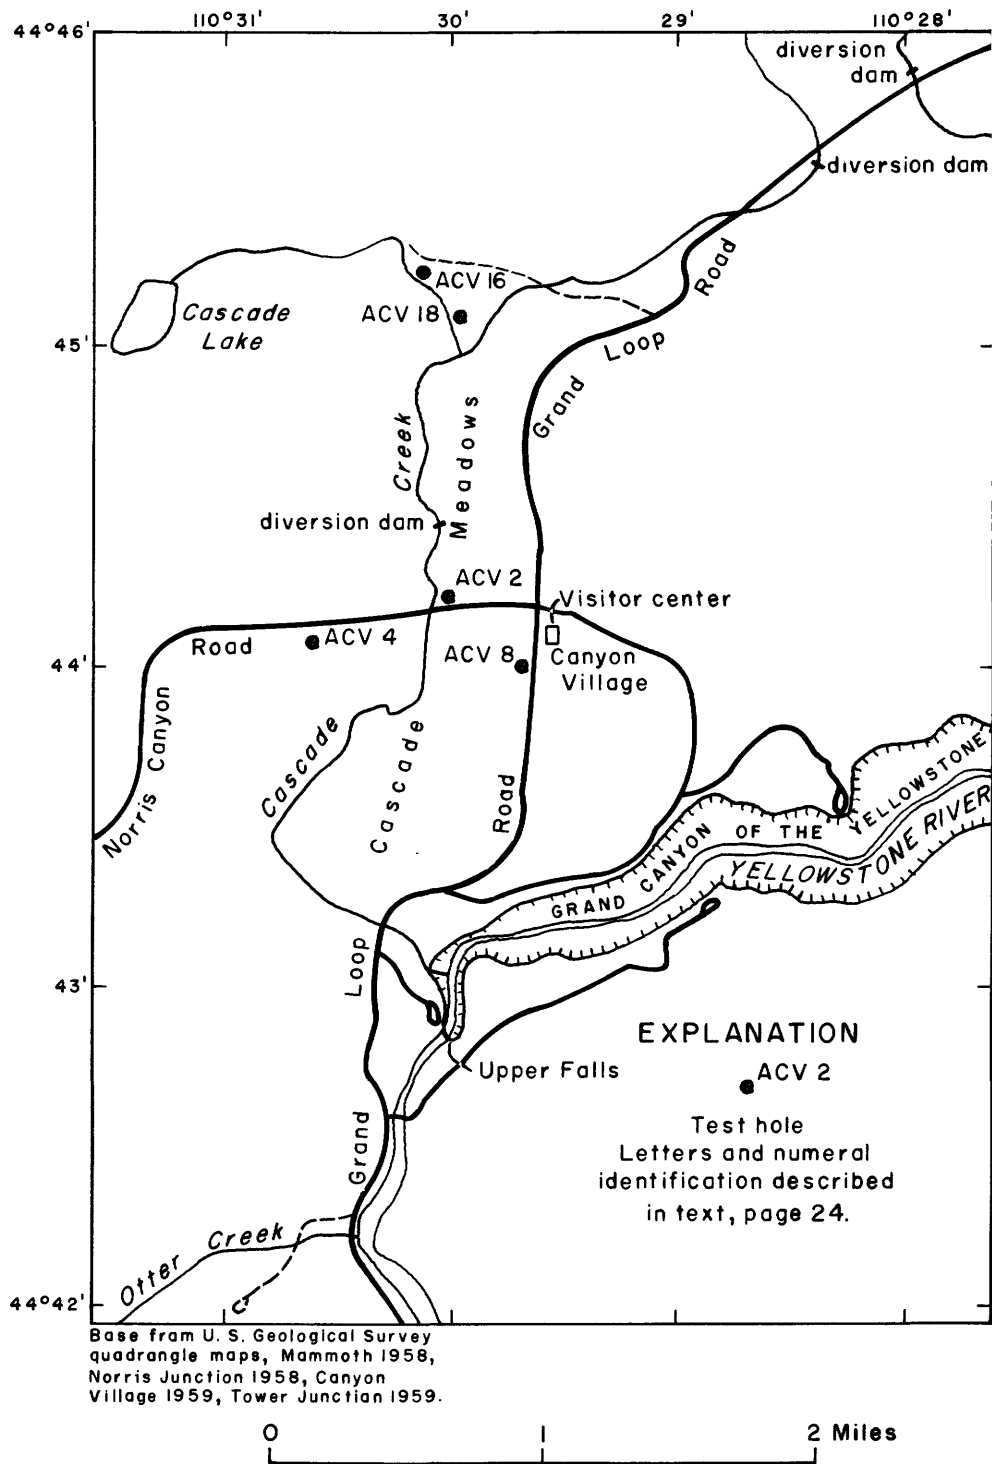 110°31' 30' 29' 110°28'
44°46'
diversion
dam
diversion dam
Road
ACV 16
ACV 18
Cascade
Lake
45'
Loop
Grand
Creek
Meadows
diversion dam
ACV 2
Visitor center
Road
ACV 4
ACV 8
Canyon
Village
44'
Norris Canyon
Cascade
Cascade
Road
GRAND CANYON OF THE YELLOWSTONE
YELLOWSTONE RIVER
Loop
43'
EXPLANATION
Upper Falls
ACV 2
Test hole
Letters and numeral
identification described
in text, page 24.
Grand
Otter Creek
44°42'
Base fram U. S. Geological Survey
quadrangle maps, Mammoth 1958,
Norris Junction 1958, Canyon
Village 1959, Tower Junctian 1959.
0 1 2 Miles